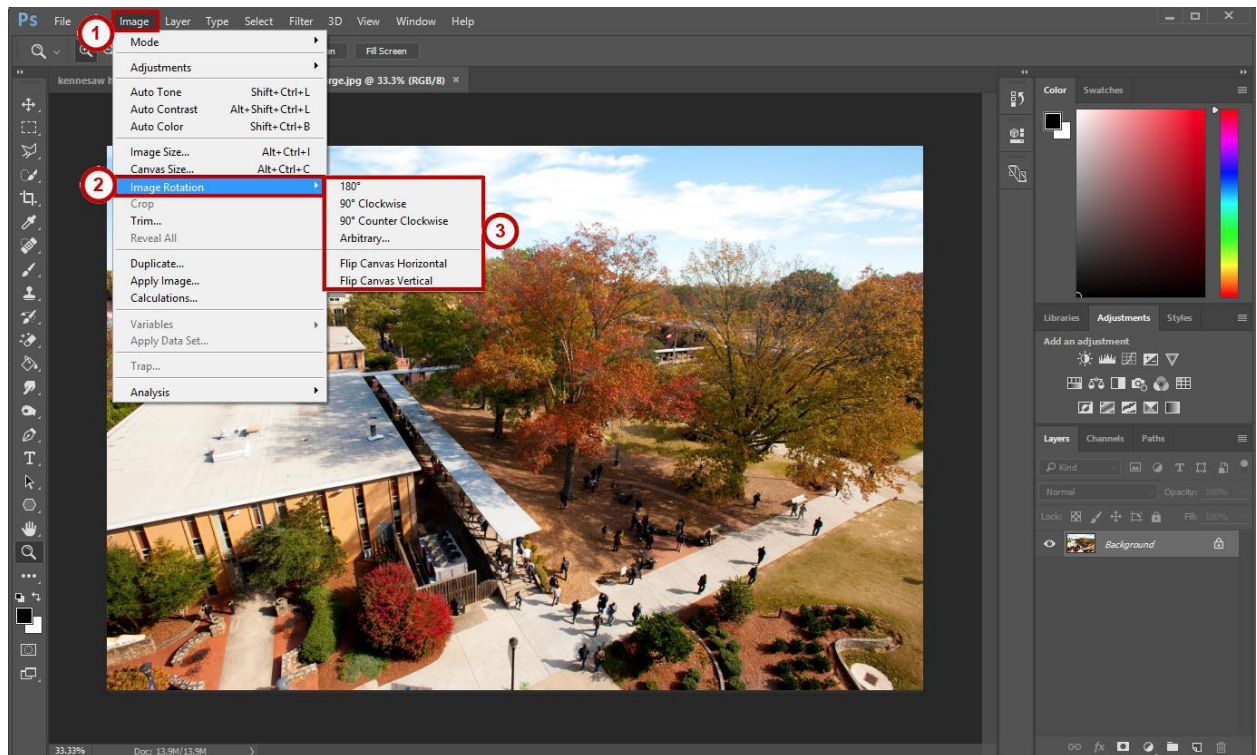 Ps File Image Layer Type Select Filter 3D View Window Help
1
Fill Screen
kennesaw rge.jpg @ 33.3% (RGB/8) ×
Mode
Adjustments
Auto Tone Shift+Ctrl+L
Auto Contrast Alt+Shift+Ctrl+L
Auto Color Shift+Ctrl+B
Image Size... Alt+Ctrl+I
Canvas Size... Alt+Ctrl+C
2
Image Rotation
Crop
Trim...
Reveal All
Duplicate...
Apply Image...
Calculations...
Variables
Apply Data Set...
Trap...
Analysis
180°
90° Clockwise
90° Counter Clockwise
Arbitrary...
Flip Canvas Horizontal
Flip Canvas Vertical
3
Color Swatches
Libraries Adjustments Styles
Add an adjustment
Layers Channels Paths
Kind
Normal Opacity: 100%
Lock: Fill: 100%
Background
fx
33.33% Doc: 13.9M/13.9M